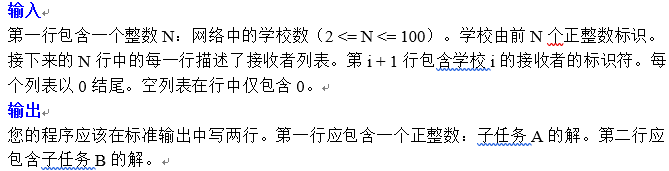 输入
第一行包含一个整数 N：网络中的学校数（2 <= N <= 100）。学校由前 N 个正整数标识。
接下来的 N 行中的每一行描述了接收者列表。第 i + 1 行包含学校 i 的接收者的标识符。每
个列表以 0 结尾。空列表在行中仅包含 0。
输出
您的程序应该在标准输出中写两行。第一行应包含一个正整数：子任务 A 的解。第二行应
包含子任务 B 的解。